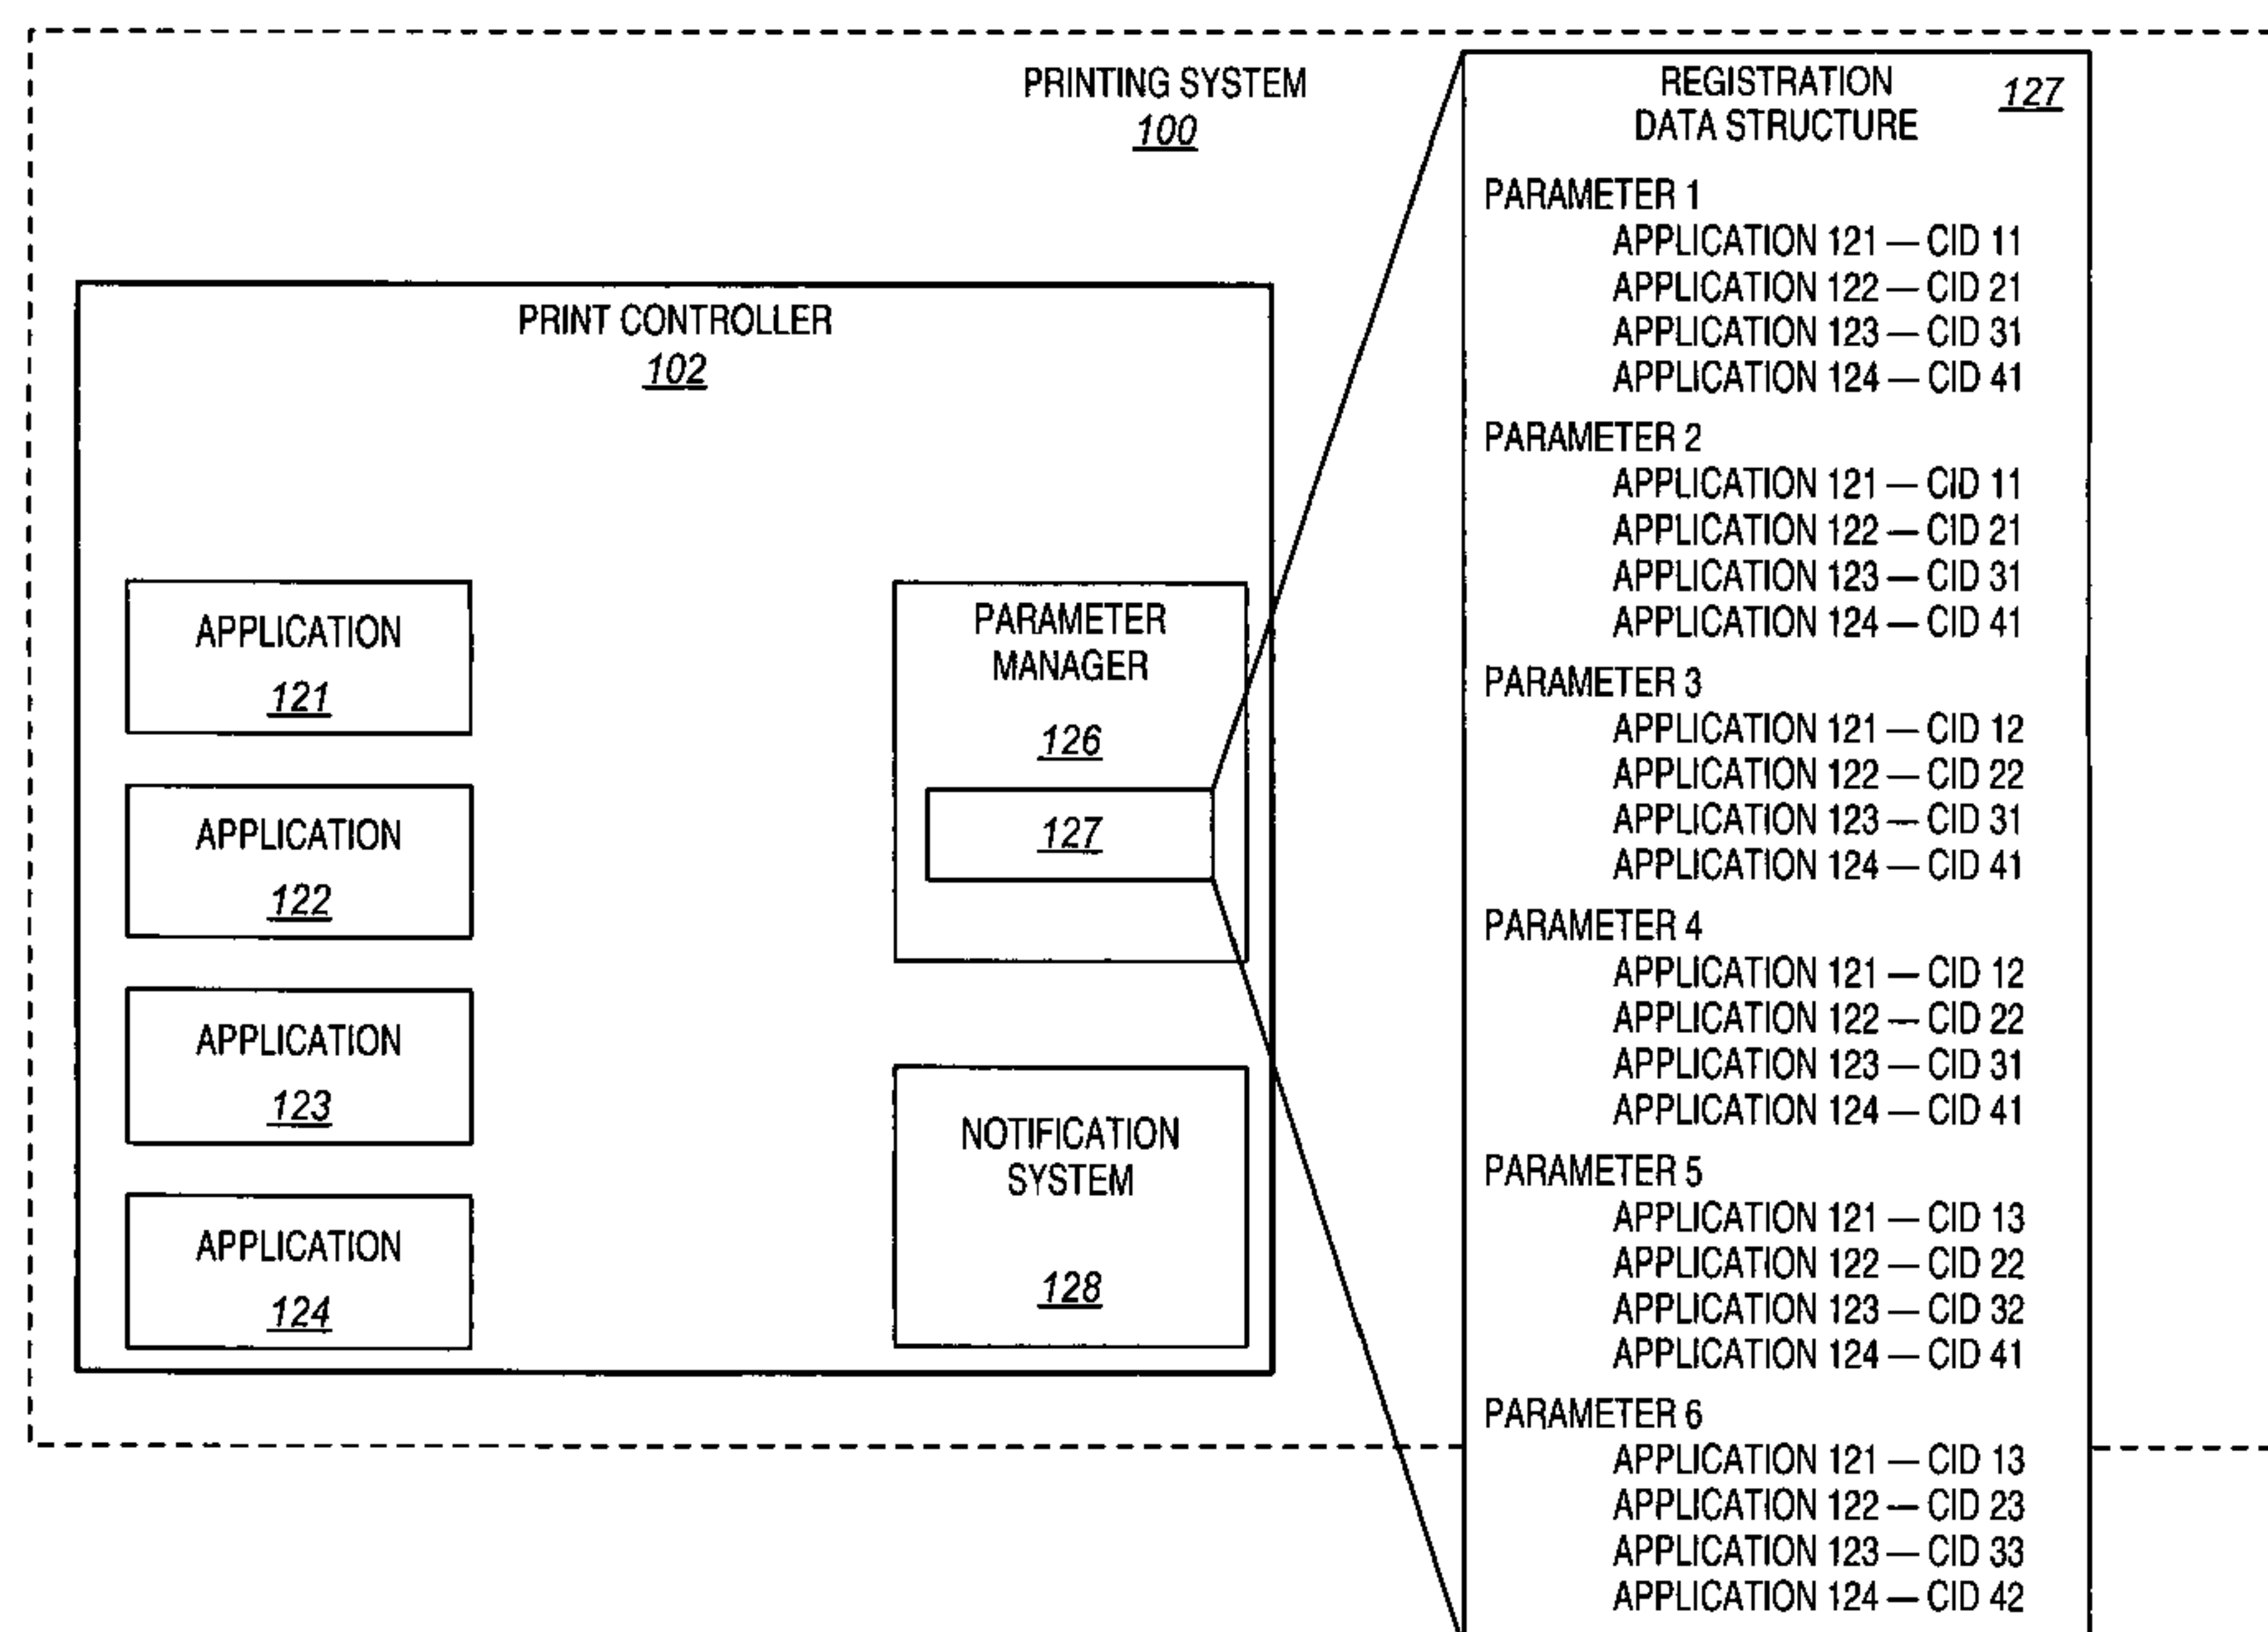 PRINTING SYSTEM
100
PRINT CONTROLLER
102
APPLICATION
121
APPLICATION
122
APPLICATION
123
APPLICATION
124
PARAMETER
MANAGER
126
127
NOTIFICATION
SYSTEM
128
REGISTRATION 127
DATA STRUCTURE
PARAMETER 1
APPLICATION 121 — CID 11
APPLICATION 122 — CID 21
APPLICATION 123 — CID 31
APPLICATION 124 — CID 41
PARAMETER 2
APPLICATION 121 — CID 11
APPLICATION 122 — CID 21
APPLICATION 123 — CID 31
APPLICATION 124 — CID 41
PARAMETER 3
APPLICATION 121 — CID 12
APPLICATION 122 — CID 22
APPLICATION 123 — CID 31
APPLICATION 124 — CID 41
PARAMETER 4
APPLICATION 121 — CID 12
APPLICATION 122 — CID 22
APPLICATION 123 — CID 31
APPLICATION 124 — CID 41
PARAMETER 5
APPLICATION 121 — CID 13
APPLICATION 122 — CID 22
APPLICATION 123 — CID 32
APPLICATION 124 — CID 41
PARAMETER 6
APPLICATION 121 — CID 13
APPLICATION 122 — CID 23
APPLICATION 123 — CID 33
APPLICATION 124 — CID 42